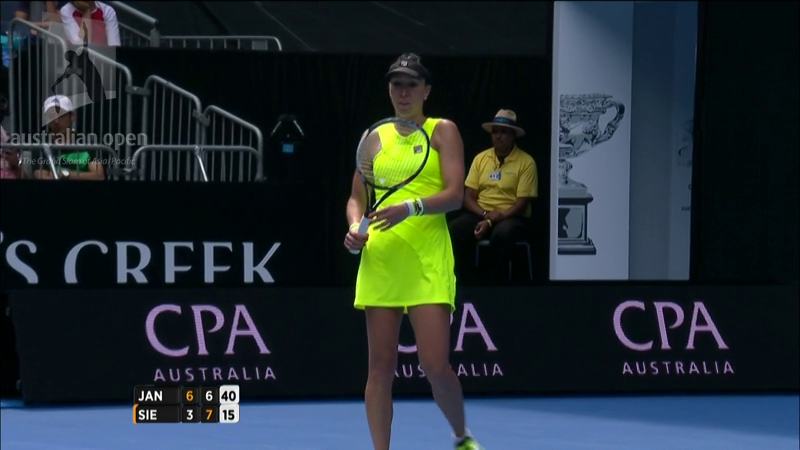 australian open
The Grand Slam of Asia/Pacific
'S CREEK
CPA
AUSTRALIA
CPA
AUSTRALIA
CPA
AUSTRALIA
JAN 6 6 40
SIE 3 7 15